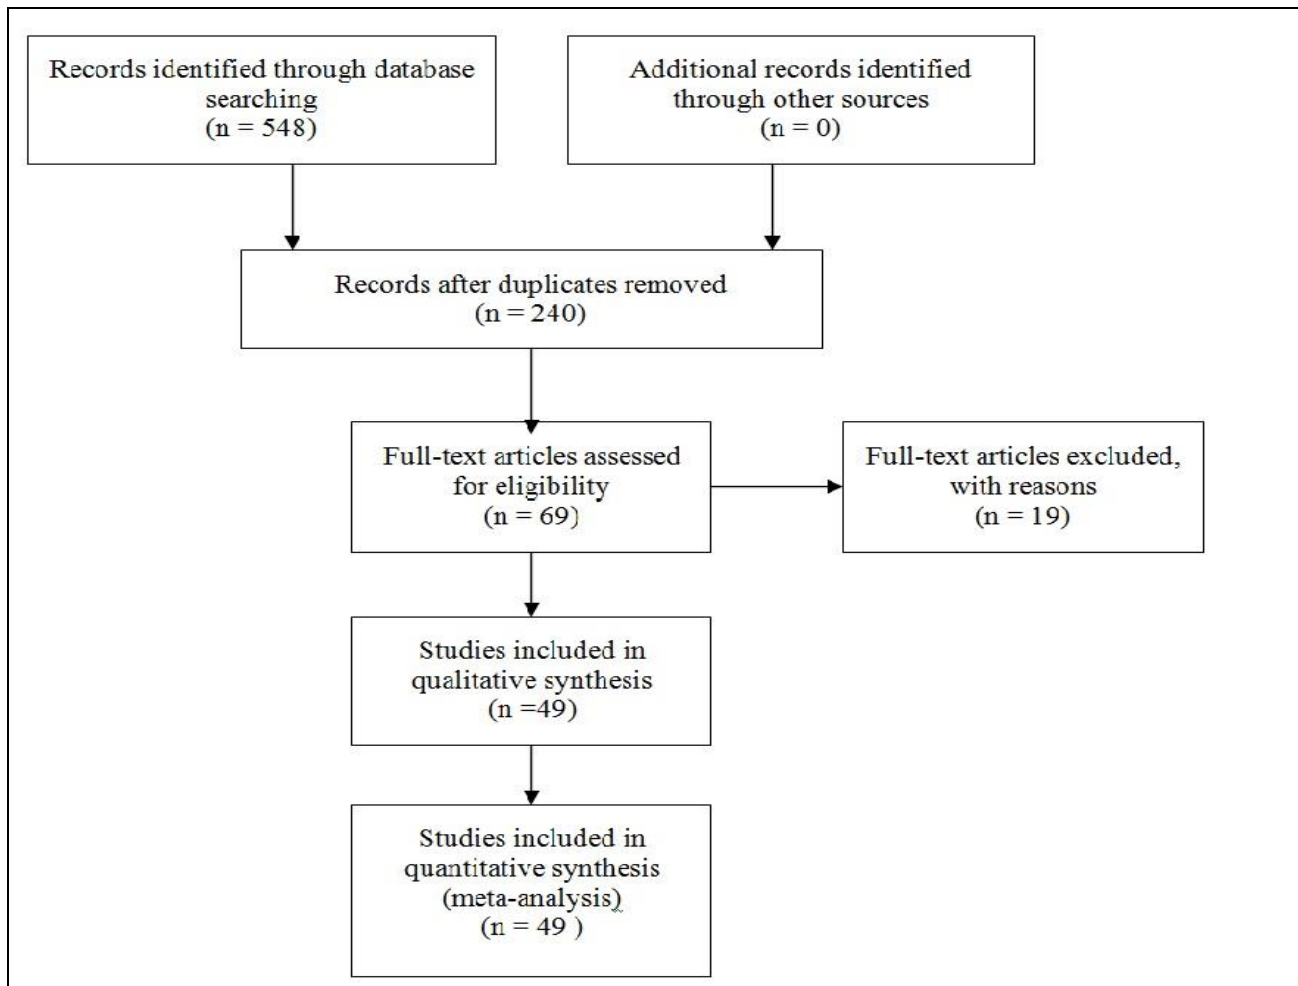 Records identified through database
searching
(n = 548)
Additional records identified
through other sources
(n = 0)
Records after duplicates removed
(n = 240)
Full-text articles assessed
for eligibility
(n = 69)
Full-text articles excluded,
with reasons
(n = 19)
Studies included in
qualitative synthesis
(n =49)
Studies included in
quantitative synthesis
(meta-analysis)
(n = 49 )